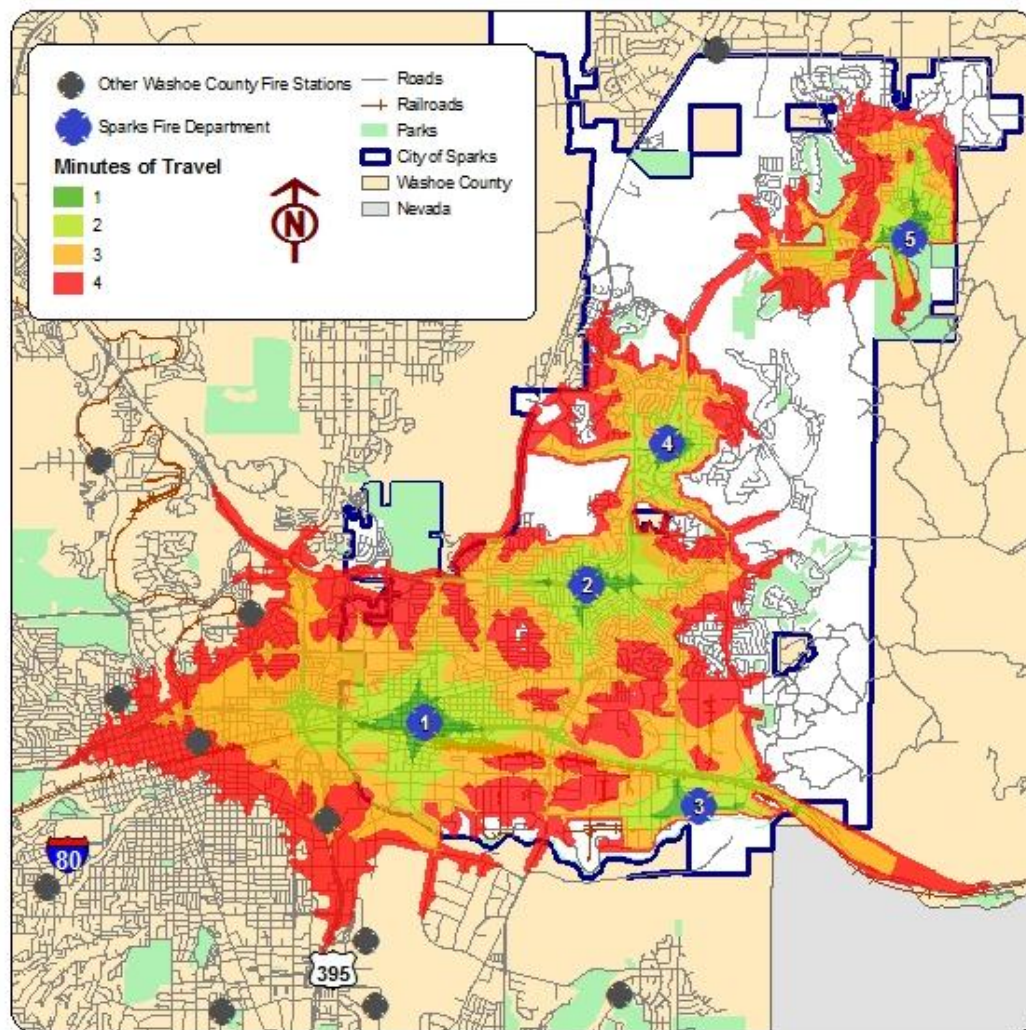 Other Washoe County Fire Stations
Sparks Fire Department
Minutes of Travel
1
2
3
4
N
Roads
Railroads
Parks
City of Sparks
Washoe County
Nevada
5
4
2
1
3
80
395